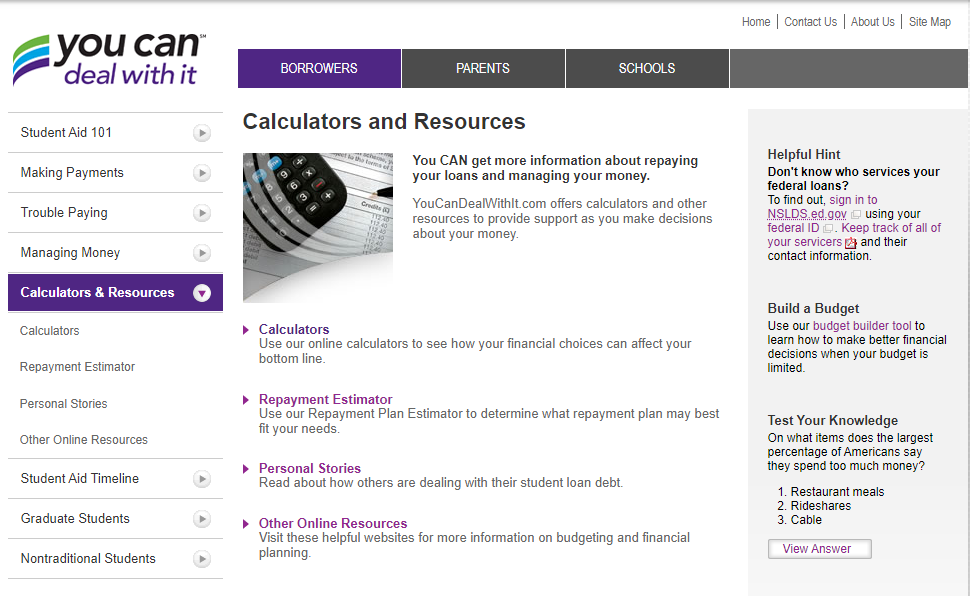 Home Contact Us About Us Site Map
you can™
deal with it
BORROWERS PARENTS SCHOOLS
Student Aid 101
Making Payments
Trouble Paying
Managing Money
Calculators & Resources
Calculators
Repayment Estimator
Personal Stories
Other Online Resources
Student Aid Timeline
Graduate Students
Nontraditional Students
Calculators and Resources
Credits (£)
112.40
You CAN get more information about repaying
your loans and managing your money.
YouCanDealWithIt.com offers calculators and other
resources to provide support as you make decisions
about your money.
Calculators
Use our online calculators to see how your financial choices can affect your
bottom line.
Repayment Estimator
Use our Repayment Plan Estimator to determine what repayment plan may best
fit your needs.
Personal Stories
Read about how others are dealing with their student loan debt.
Other Online Resources
Visit these helpful websites for more information on budgeting and financial
planning.
Helpful Hint
Don't know who services your
federal loans?
To find out, sign in to
NSLDS.ed.gov using your
federal ID . Keep track of all of
your servicers and their
contact information.
Build a Budget
Use our budget builder tool to
learn how to make better financial
decisions when your budget is
limited.
Test Your Knowledge
On what items does the largest
percentage of Americans say
they spend too much money?
1. Restaurant meals
2. Rideshares
3. Cable
View Answer